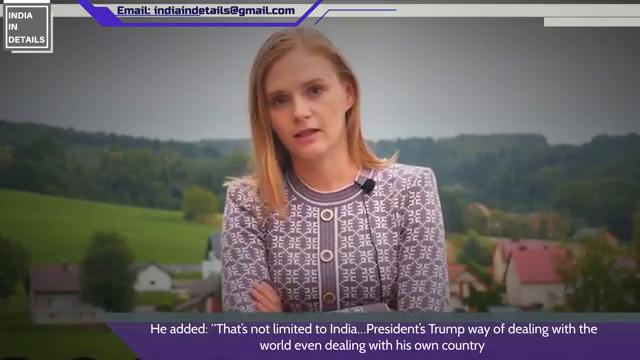 INDIA
IN
DETAILS
Email: indiaindetails@gmail.com
He added: “That's not limited to India...President's Trump way of dealing with the
world even dealing with his own country